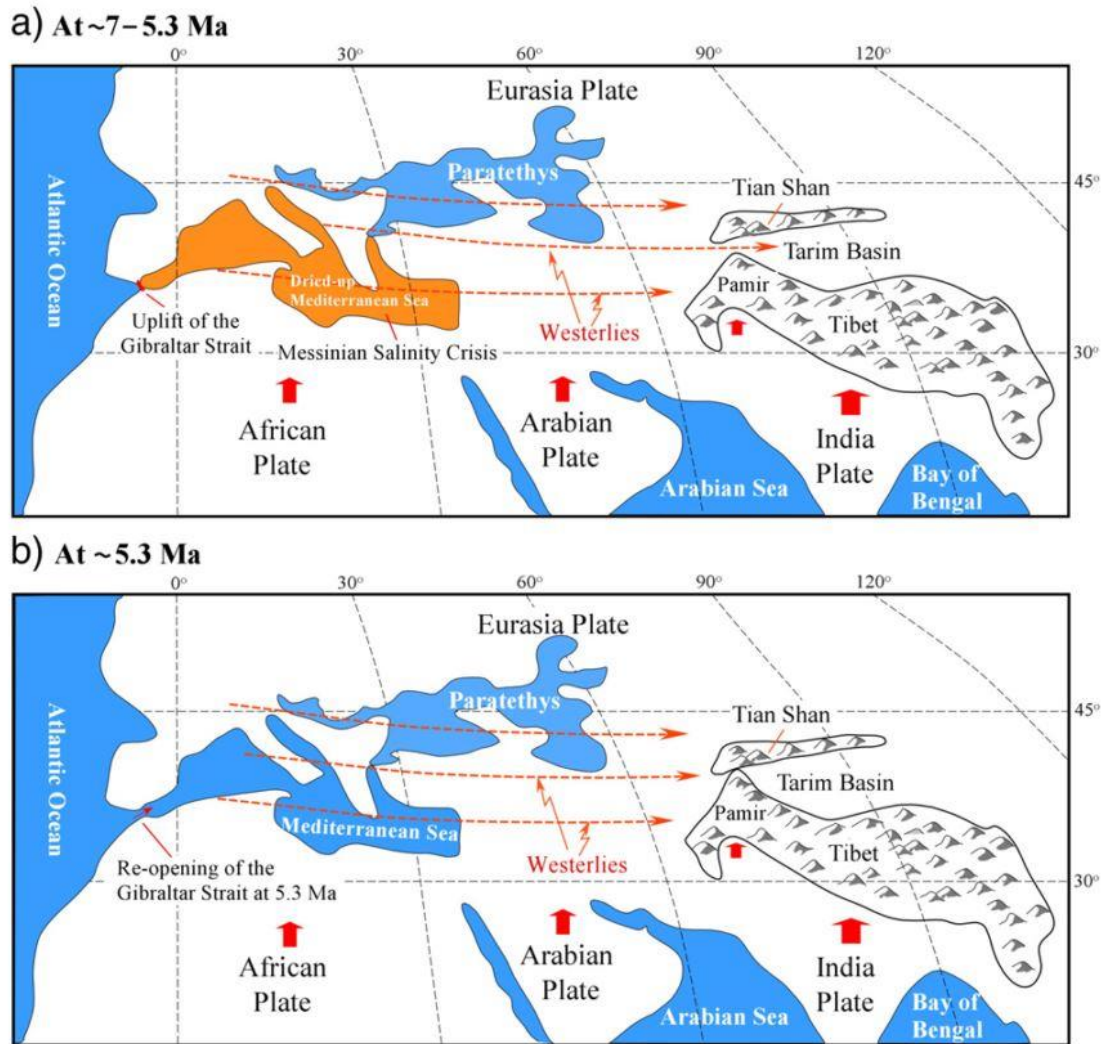 a) At ~7–5.3 Ma
0° 30° 60° 90° 120°
Eurasia Plate
Paratethys
45°
Tian Shan
Tarim Basin
Atlantic Ocean
Dried-up
Mediterranean Sea
Pamir
Tibet
Uplift of the
Gibraltar Strait
Westerlies
Messinian Salinity Crisis
30°
African
Plate
Arabian
Plate
India
Plate
Arabian Sea
Bay of
Bengal
b) At ~5.3 Ma
0° 30° 60° 90° 120°
Eurasia Plate
Paratethys
45°
Tian Shan
Tarim Basin
Atlantic Ocean
Mediterranean Sea
Pamir
Tibet
Re-opening of the
Gibraltar Strait at 5.3 Ma
Westerlies
30°
African
Plate
Arabian
Plate
India
Plate
Arabian Sea
Bay of
Bengal